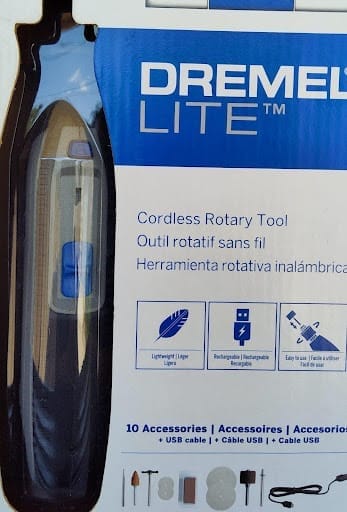 DREMEL
LITE™
Cordless Rotary Tool
Outil rotatif sans fil
Herramienta rotativa inalámbrica
Lightweight | Léger
Ligero
Rechargeable | Rechargeable
Recargable
Easy to use | Facile à utiliser
Fácil de usar
10 Accessories | Accessoires | Accesorios
+ USB cable | + Câble USB | + Cable USB